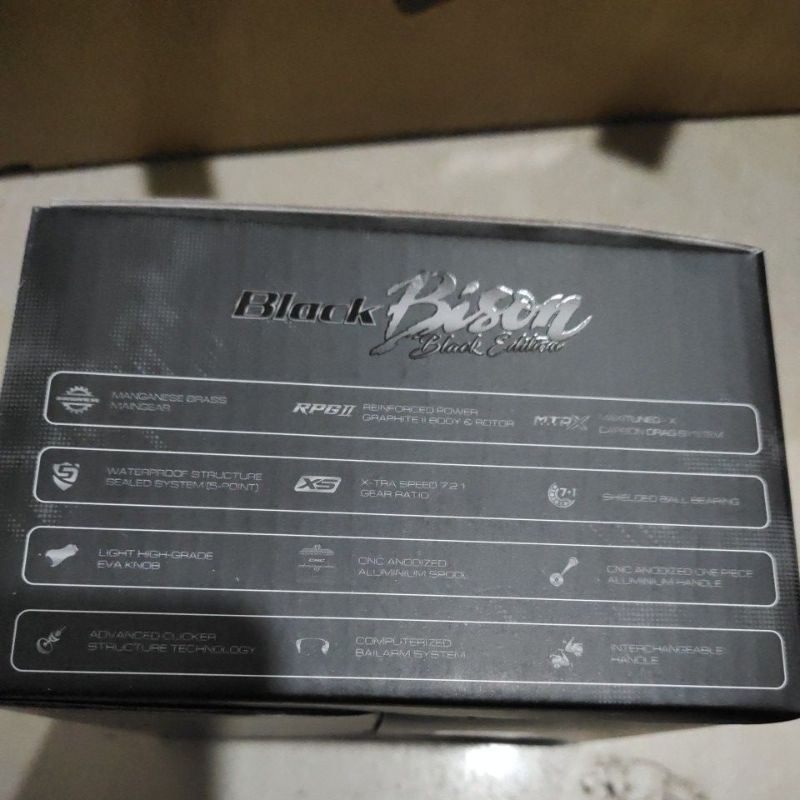 Black Bison
Black Edition
MANGANESE BRASS
MAINGEAR
RPG II
REINFORCED POWER
GRAPHITE II BODY & ROTOR
CARBON DRAG SYSTEM
S
WATERPROOF STRUCTURE
SEALED SYSTEM (5-POINT)
XS
X-TRA SPEED 7.2:1
GEAR RATIO
7+1
SHIELDED BALL BEARING
LIGHT HIGH-GRADE
EVA KNOB
CNC
CNC ANODIZED
ALUMINIUM SPOOL
CNC ANODIZED ONE PIECE
ALUMINIUM HANDLE
ADVANCED CLICKER
STRUCTURE TECHNOLOGY
COMPUTERIZED
BAILARM SYSTEM
INTERCHANGEABLE
HANDLE